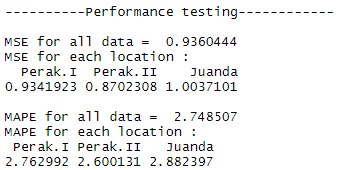 ----------Performance testing------------
MSE for all data =  0.9360444
MSE for each location :
  Perak.I  Perak.II    Juanda
0.9341923 0.8702308 1.0037101
MAPE for all data =  2.748507
MAPE for each location :
 Perak.I Perak.II   Juanda
2.762992 2.600131 2.882397